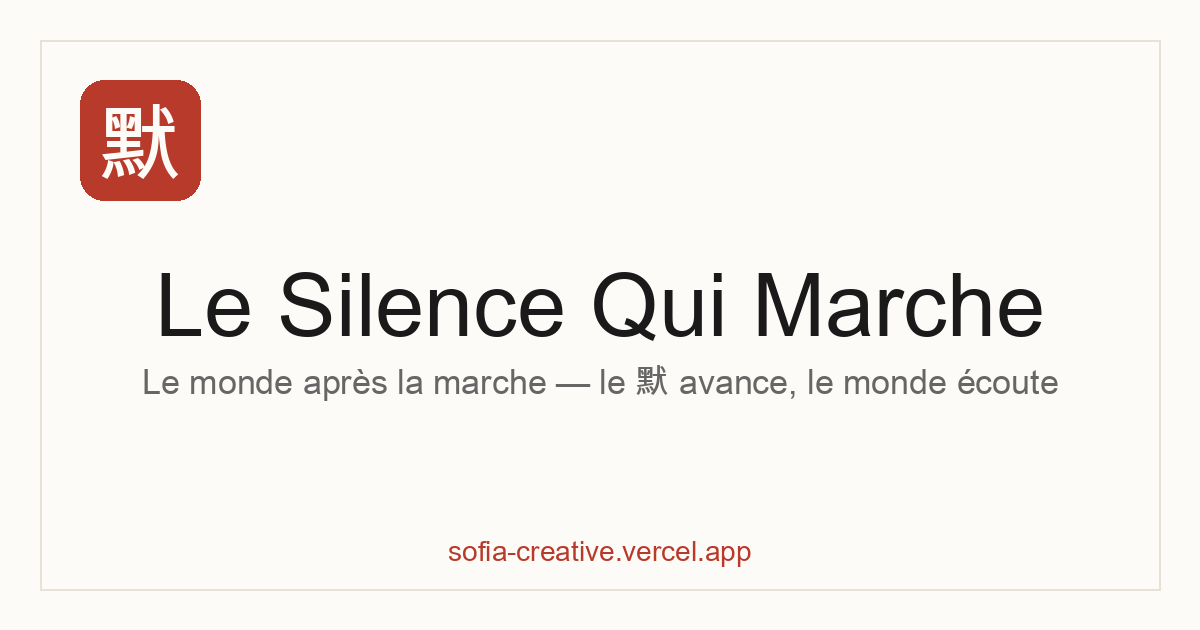 默
Le Silence Qui Marche
Le monde après la marche — le 默 avance, le monde écoute
sofia-creative.vercel.app